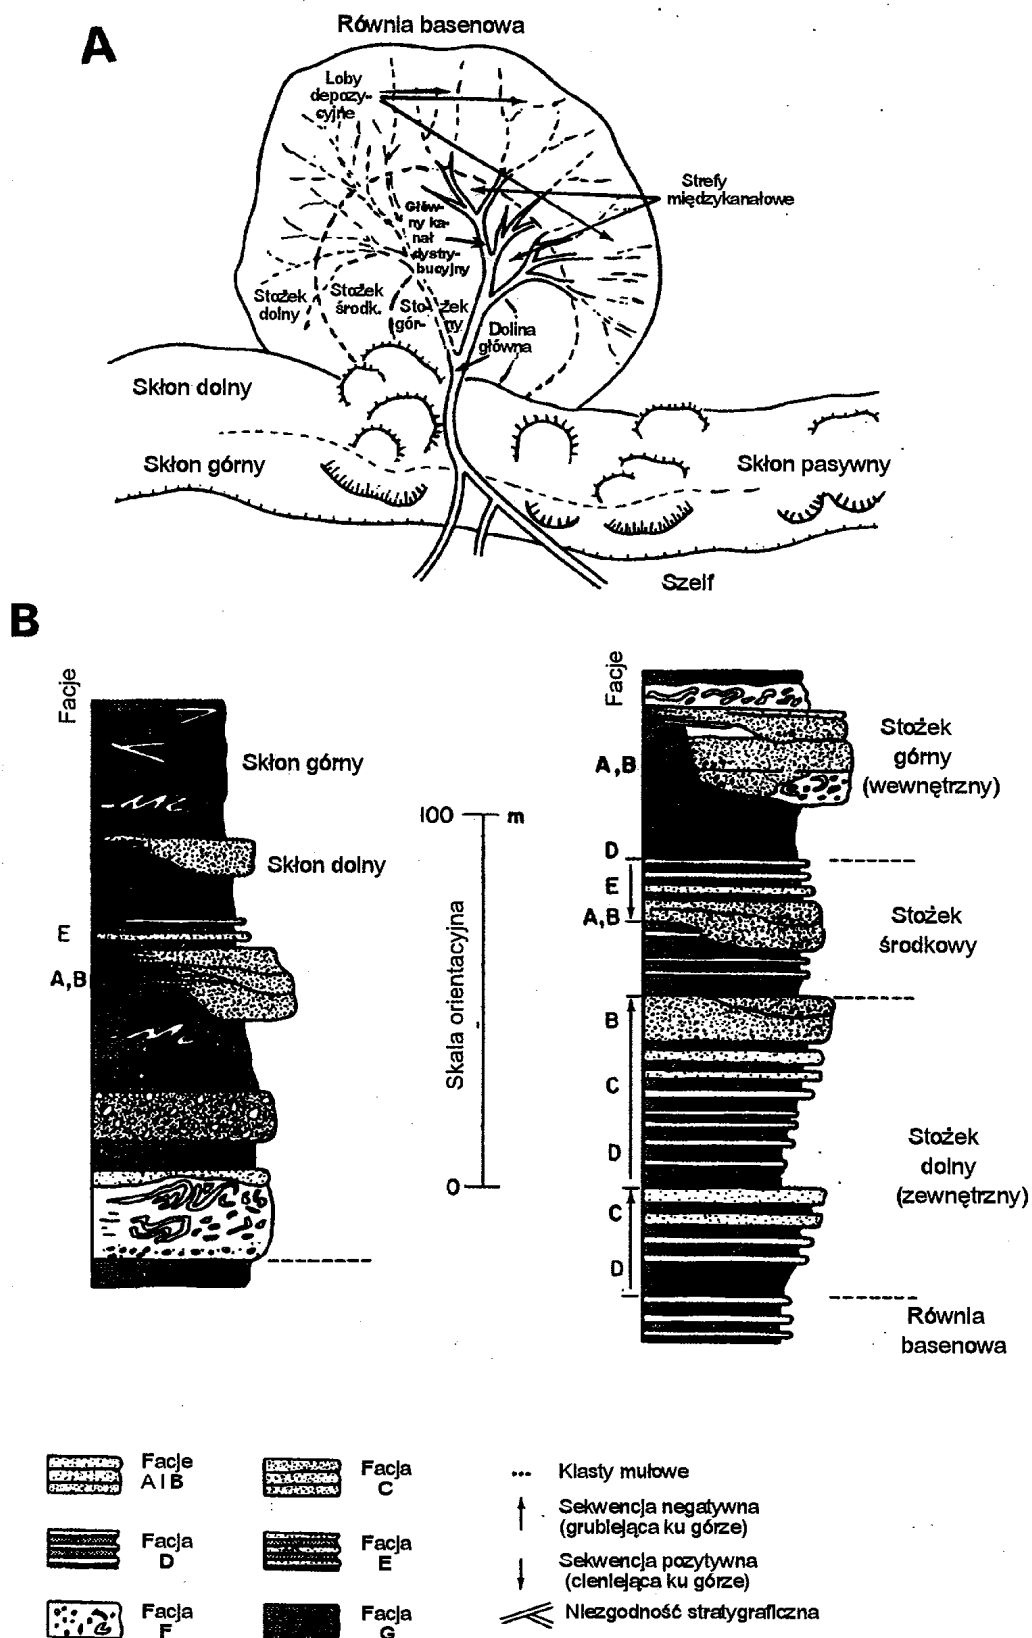 A
Równia basenowa
Loby
depozy-
cyjne
Strefy
międzykanałowe
Głów-
ny ka-
nał
dystry-
bucyjny
Stożek
dolny
Stożek
środk.
Sto-żek
gór-ny
Dolina
główna
Skłon dolny
Skłon górny
Skłon pasywny
Szelf
B
Facje
Skłon górny
Skłon dolny
E
A,B
100 m
Skala orientacyjna
0
Facje
A,B
D
E
A,B
B
C
D
C
D
Stożek
górny
(wewnętrzny)
Stożek
środkowy
Stożek
dolny
(zewnętrzny)
Równia
basenowa
Facje
A I B
Facja
C
Facja
D
Facja
E
Facja
F
Facja
G
Klasty mułowe
Sekwencja negatywna
(grubiejąca ku górze)
Sekwencja pozytywna
(cieniejąca ku górze)
Niezgodność stratygraficzna